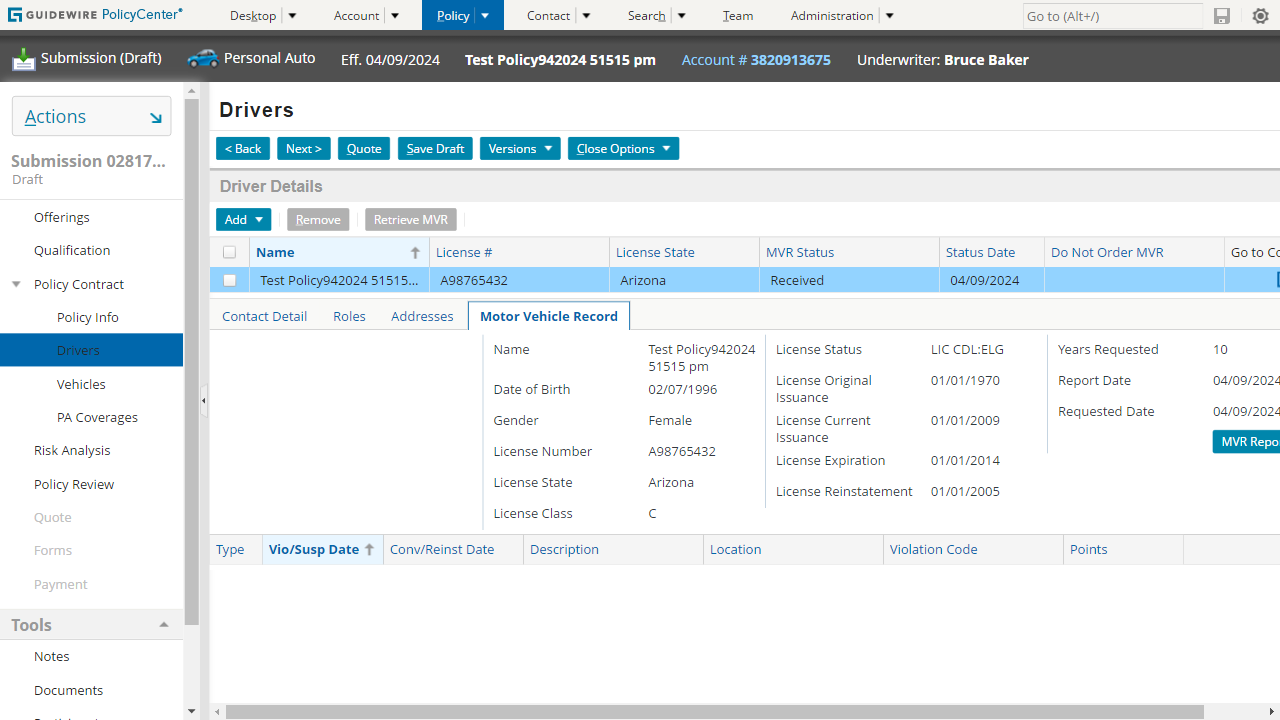 GUIDEWIRE PolicyCenter®
Desktop
Account
Policy
Contact
Search
Team
Administration
Go to (Alt+/)
Submission (Draft)
Personal Auto
Eff. 04/09/2024
Test Policy942024 51515 pm
Account # 3820913675
Underwriter: Bruce Baker
Actions
Submission 02817...
Draft
Offerings
Qualification
Policy Contract
Policy Info
Drivers
Vehicles
PA Coverages
Risk Analysis
Policy Review
Quote
Forms
Payment
Tools
Notes
Documents
Drivers
< Back
Next >
Quote
Save Draft
Versions
Close Options
Driver Details
Add
Remove
Retrieve MVR
Name
License #
License State
MVR Status
Status Date
Do Not Order MVR
Go to Co
Test Policy942024 51515...
A98765432
Arizona
Received
04/09/2024
Contact Detail
Roles
Addresses
Motor Vehicle Record
Name
Test Policy942024
51515 pm
Date of Birth
02/07/1996
Gender
Female
License Number
A98765432
License State
Arizona
License Class
C
License Status
LIC CDL:ELG
License Original
Issuance
01/01/1970
License Current
Issuance
01/01/2009
License Expiration
01/01/2014
License Reinstatement
01/01/2005
Years Requested
10
Report Date
04/09/2024
Requested Date
04/09/2024
MVR Repo
Type
Vio/Susp Date
Conv/Reinst Date
Description
Location
Violation Code
Points